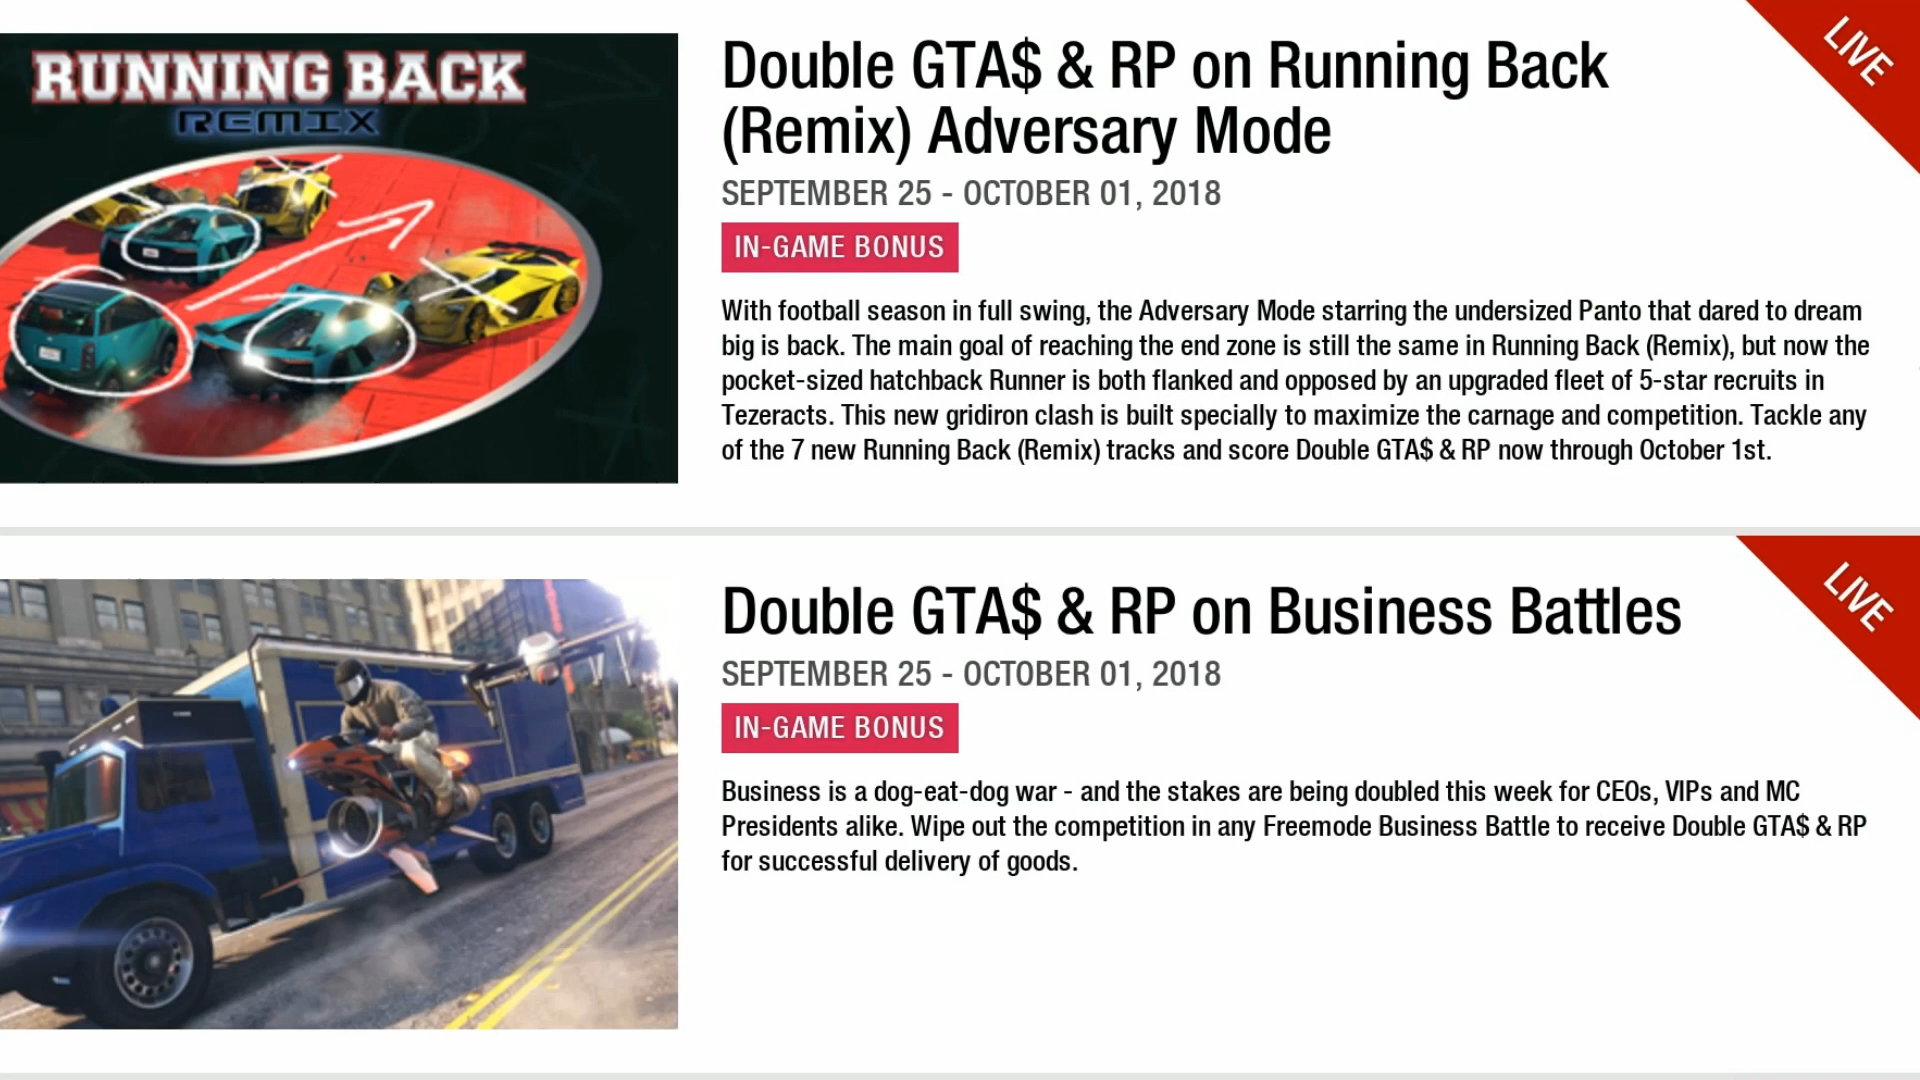 RUNNING BACK
REMIX
Double GTA$ & RP on Running Back
(Remix) Adversary Mode
SEPTEMBER 25 - OCTOBER 01, 2018
IN-GAME BONUS
With football season in full swing, the Adversary Mode starring the undersized Panto that dared to dream
big is back. The main goal of reaching the end zone is still the same in Running Back (Remix), but now the
pocket-sized hatchback Runner is both flanked and opposed by an upgraded fleet of 5-star recruits in
Tezeracts. This new gridiron clash is built specially to maximize the carnage and competition. Tackle any
of the 7 new Running Back (Remix) tracks and score Double GTA$ & RP now through October 1st.
LIVE
Double GTA$ & RP on Business Battles
SEPTEMBER 25 - OCTOBER 01, 2018
IN-GAME BONUS
Business is a dog-eat-dog war - and the stakes are being doubled this week for CEOs, VIPs and MC
Presidents alike. Wipe out the competition in any Freemode Business Battle to receive Double GTA$ & RP
for successful delivery of goods.
LIVE